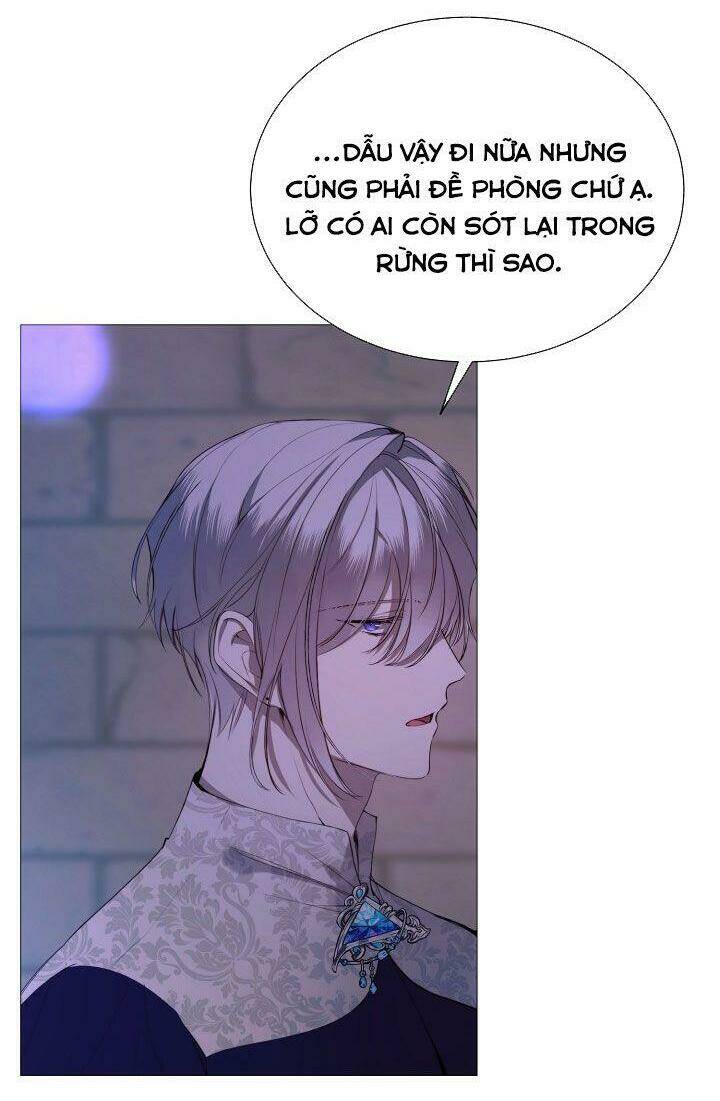 ...DẪU VẬY ĐI NỮA NHƯNG
CŨNG PHẢI ĐỀ PHÒNG CHỨ Ạ.
LỠ CÓ AI CÒN SÓT LẠI TRONG
RỪNG THÌ SAO.